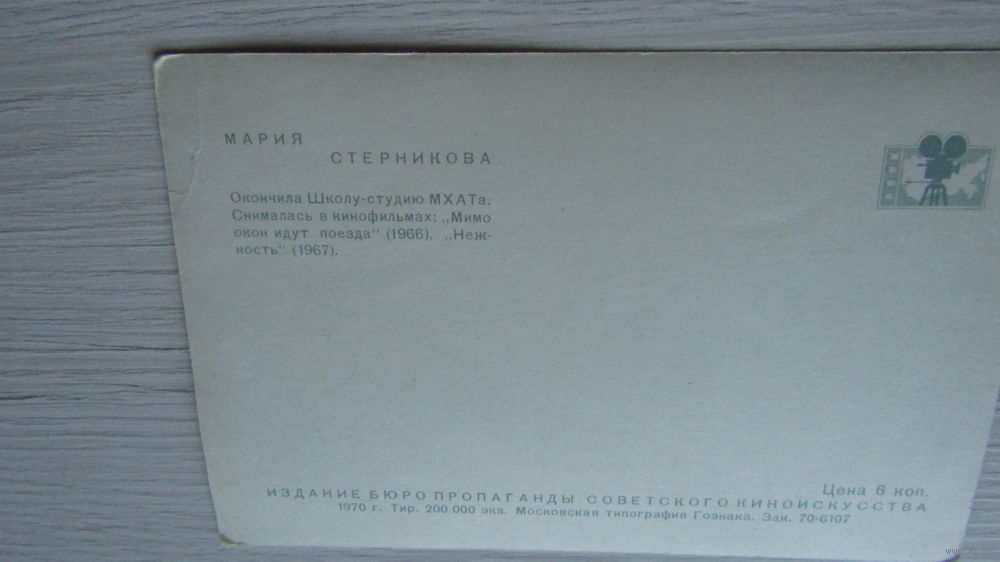 МАРИЯ
СТЕРНИКОВА
Окончила Школу-студию МХАТа.
Снималась в кинофильмах: „Мимо
окон идут поезда“ (1966), „Неж-
ность“ (1967).
Цена 6 коп.
ИЗДАНИЕ БЮРО ПРОПАГАНДЫ СОВЕТСКОГО КИНОИСКУССТВА
1970 г. Тир. 200 000 экз. Московская типография Гознака. Зак. 70-6107